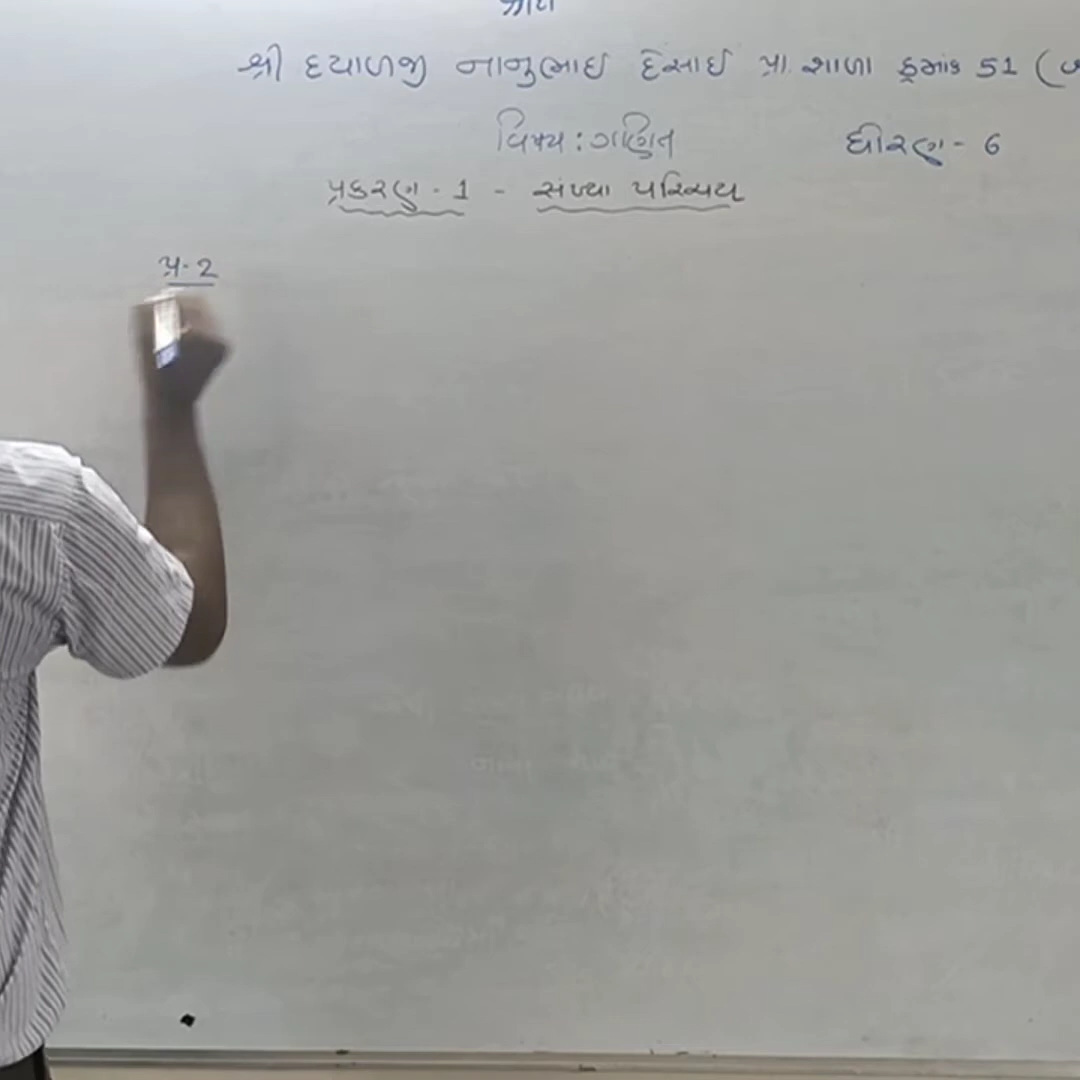 શ્રી દયાળજી નાનુભાઇ દેસાઇ પ્રા. શાળા ક્રમાંક 51 (
વિષય : ગણિત ધોરણ - 6
પ્રકરણ - 1 - સંખ્યા પરિચય
પ્ર. 2